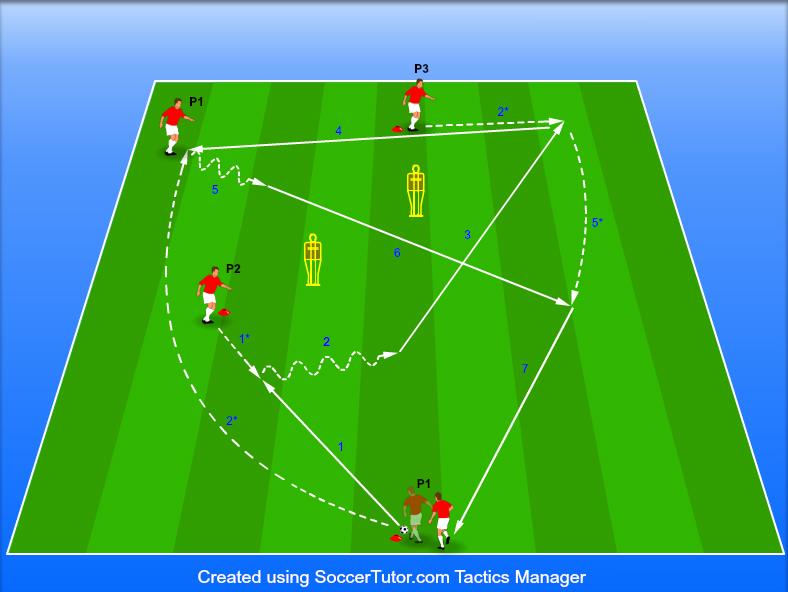 P3
P1
2*
4
5
5*
3
6
P2
1*
2
7
2*
1
P1
Created using SoccerTutor.com Tactics Manager